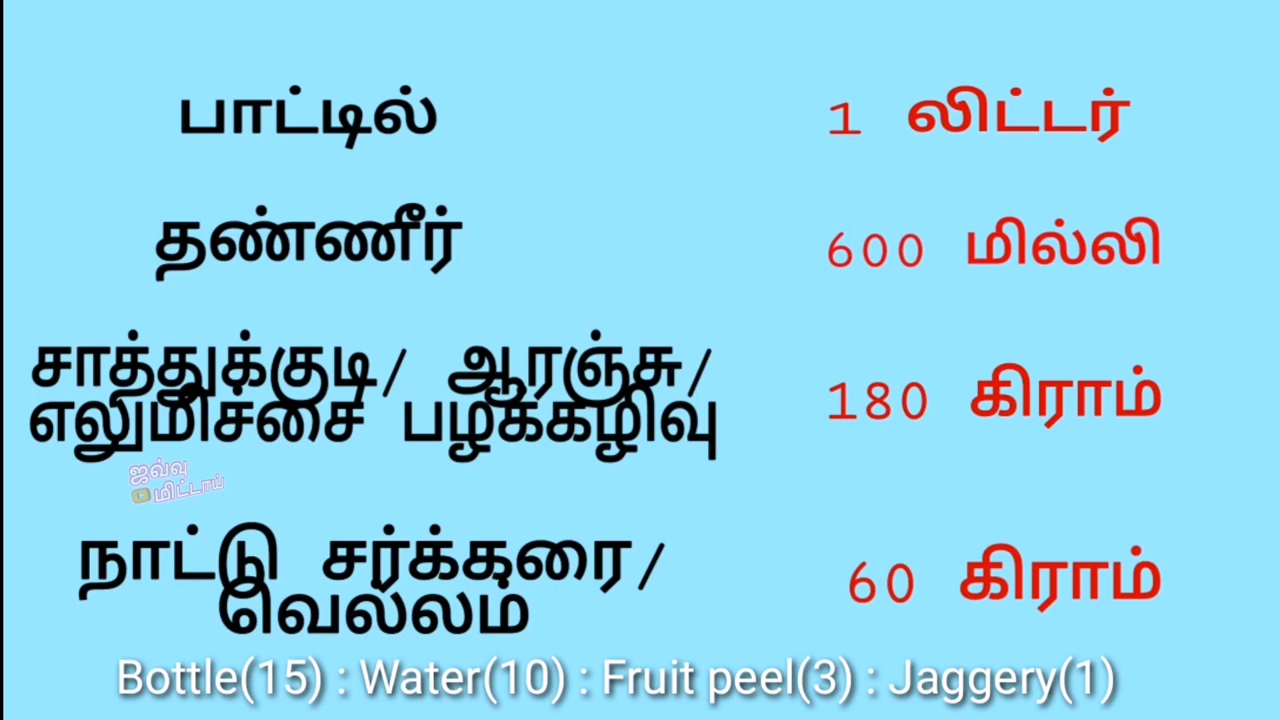 பாட்டில் 1 லிட்டர்
தண்ணீர் 600 மில்லி
சாத்துக்குடி/ ஆரஞ்சு/
எலுமிச்சை பழக்கழிவு 180 கிராம்
ஜவ்வு
மிட்டாய்
நாட்டு சர்க்கரை/
வெல்லம் 60 கிராம்
Bottle(15) : Water(10) : Fruit peel(3) : Jaggery(1)